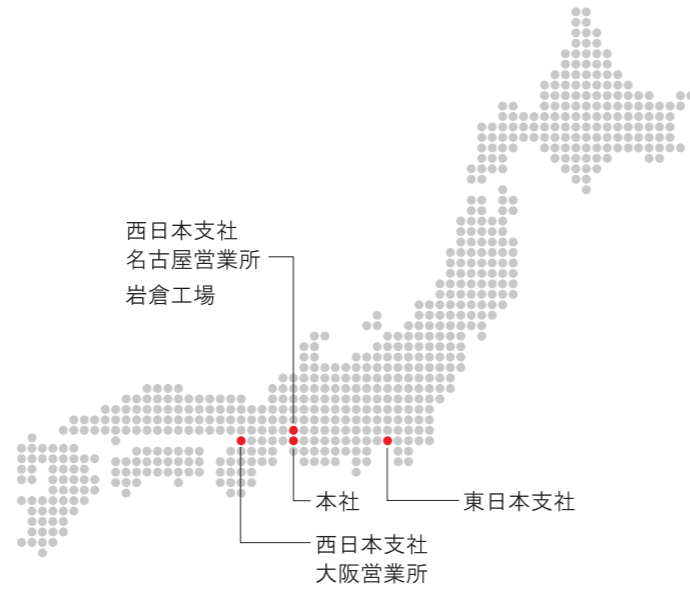 西日本支社
名古屋営業所
岩倉工場
本社
東日本支社
西日本支社
大阪営業所